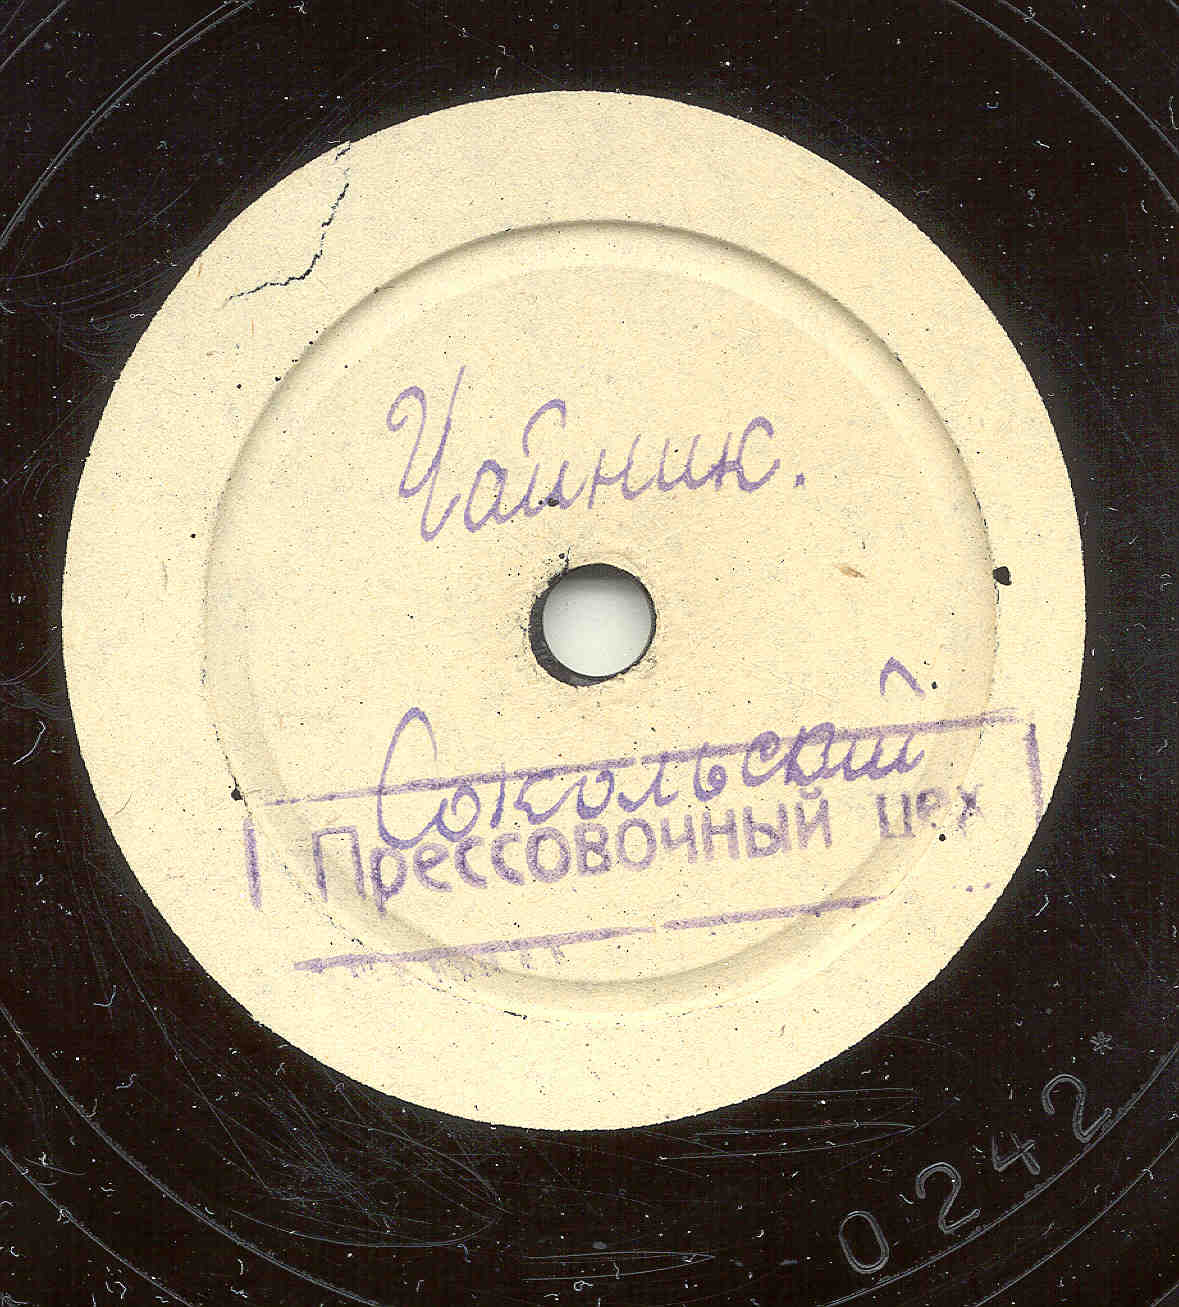 Чайник.
Сокольский
Прессовочный цех
0242*